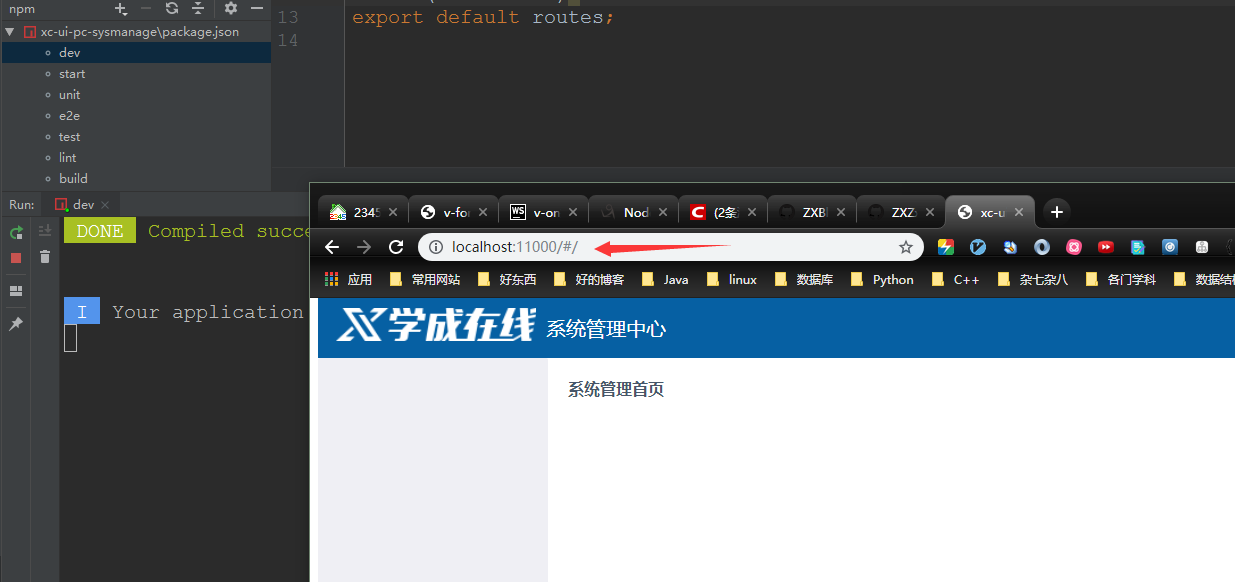 npm
xc-ui-pc-sysmanage\package.json
dev
start
unit
e2e
test
lint
build
13 export default routes;
14
Run: dev
DONE Compiled succe
I Your application
2345 v-for v-on Nod (2条 ZXB ZXZ xc-u
localhost:11000/#/
应用 常用网站 好东西 好的博客 Java linux 数据库 Python C++ 杂七杂八 各门学科 数据结构
学成在线 系统管理中心
系统管理首页